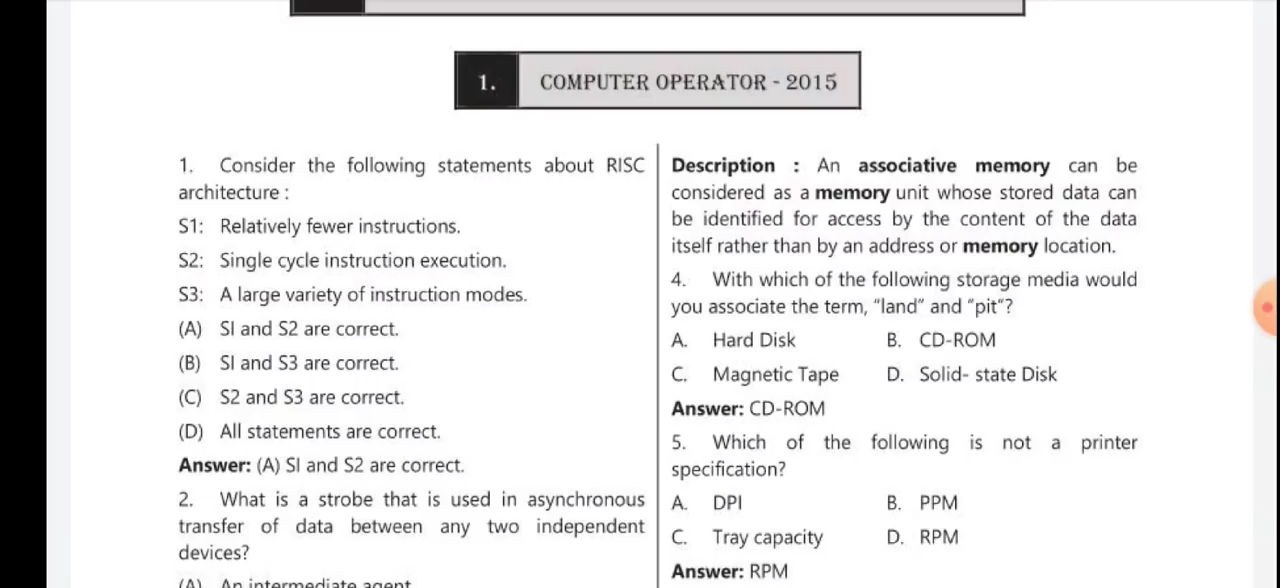 1. COMPUTER OPERATOR - 2015
1. Consider the following statements about RISC
architecture :
S1: Relatively fewer instructions.
S2: Single cycle instruction execution.
S3: A large variety of instruction modes.
(A) SI and S2 are correct.
(B) SI and S3 are correct.
(C) S2 and S3 are correct.
(D) All statements are correct.
Answer: (A) SI and S2 are correct.
2. What is a strobe that is used in asynchronous
transfer of data between any two independent
devices?
(A) An intermediate agent
Description : An associative memory can be
considered as a memory unit whose stored data can
be identified for access by the content of the data
itself rather than by an address or memory location.
4. With which of the following storage media would
you associate the term, “land” and “pit”?
A. Hard Disk B. CD-ROM
C. Magnetic Tape D. Solid- state Disk
Answer: CD-ROM
5. Which of the following is not a printer
specification?
A. DPI B. PPM
C. Tray capacity D. RPM
Answer: RPM